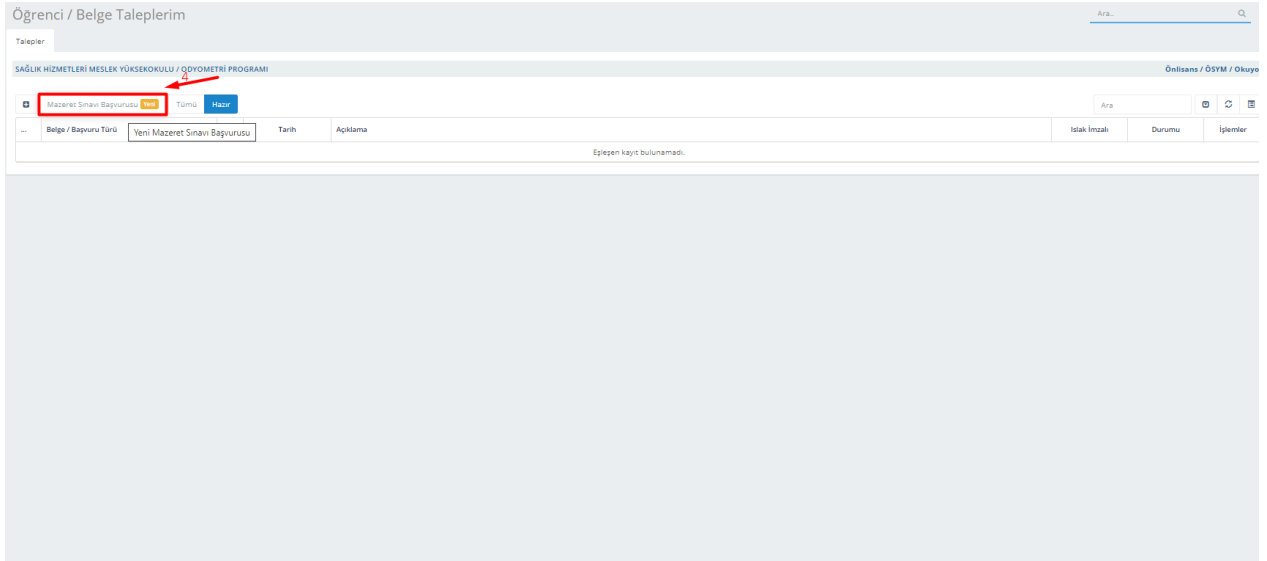 Öğrenci / Belge Taleplerim
Ara..
Talepler
SAĞLIK HİZMETLERİ MESLEK YÜKSEKOKULU / ODYOMETRİ PROGRAMI
Önlisans / ÖSYM / Okuyo
4
Mazeret Sınavı Başvurusu Yeni Tümü Hazır
Ara
... Belge / Başvuru Türü Tarih Açıklama Islak İmzalı Durumu İşlemler
Yeni Mazeret Sınavı Başvurusu
Eşleşen kayıt bulunamadı.